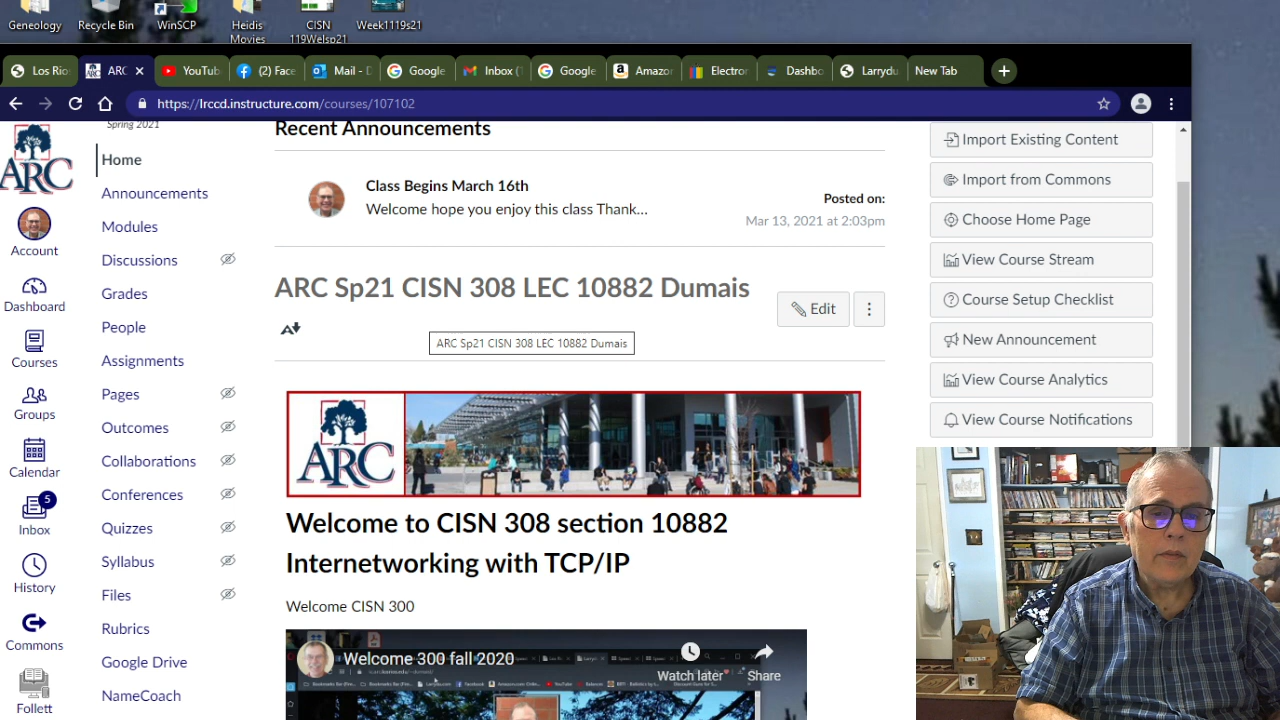 Geneology
Recycle Bin
WinSCP
Heidis
Movies
CISN
119Welsp21
Week1119s21
Los Rio
ARC
YouTub
(2) Face
Mail - D
Google
Inbox (
Google
Amazor
Electror
Dashbo
Larrydu
New Tab
https://lrccd.instructure.com/courses/107102
ARC
Account
Dashboard
Courses
Groups
Calendar
5
Inbox
History
Commons
Follett
Spring 2021
Home
Announcements
Modules
Discussions
Grades
People
Assignments
Pages
Outcomes
Collaborations
Conferences
Quizzes
Syllabus
Files
Rubrics
Google Drive
NameCoach
Recent Announcements
Class Begins March 16th
Welcome hope you enjoy this class Thank...
Posted on:
Mar 13, 2021 at 2:03pm
ARC Sp21 CISN 308 LEC 10882 Dumais
Edit
ARC Sp21 CISN 308 LEC 10882 Dumais
ARC
Welcome to CISN 308 section 10882
Internetworking with TCP/IP
Welcome CISN 300
Welcome 300 fall 2020
Watch later
Share
Import Existing Content
Import from Commons
Choose Home Page
View Course Stream
Course Setup Checklist
New Announcement
View Course Analytics
View Course Notifications